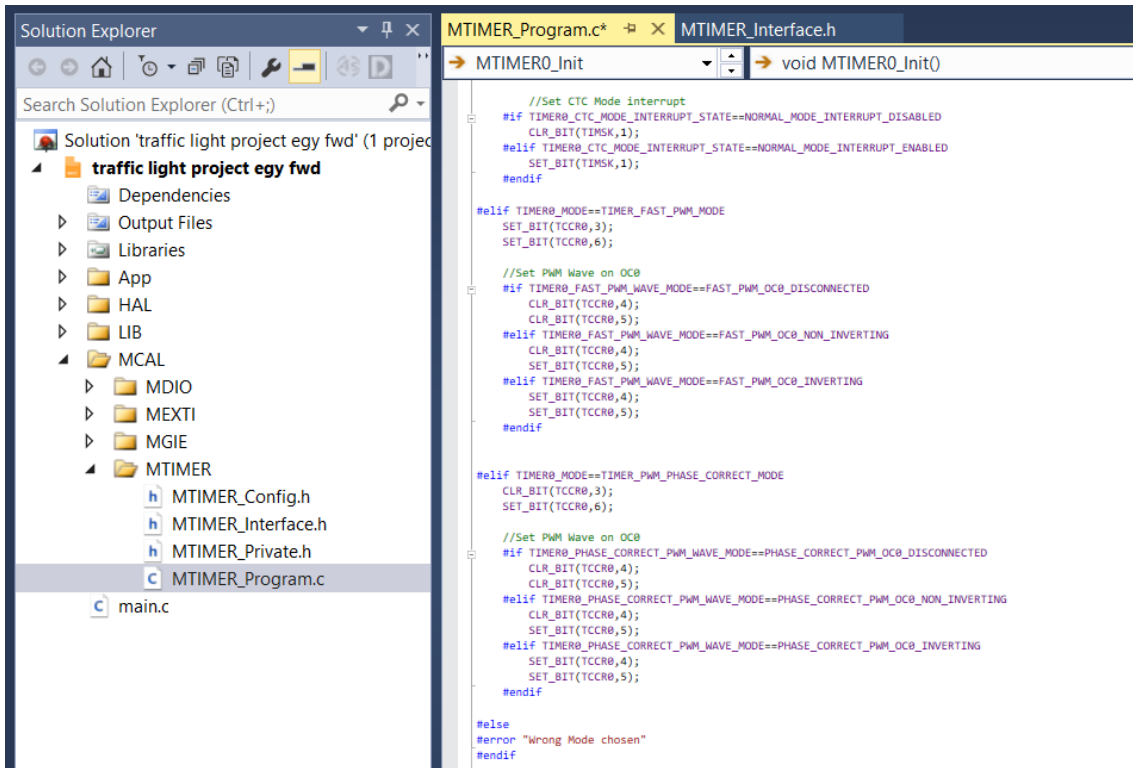 Solution Explorer
Search Solution Explorer (Ctrl+;)
Solution 'traffic light project egy fwd' (1 projec
traffic light project egy fwd
Dependencies
Output Files
Libraries
App
HAL
LIB
MCAL
MDIO
MEXTI
MGIE
MTIMER
MTIMER_Config.h
MTIMER_Interface.h
MTIMER_Private.h
MTIMER_Program.c
main.c
MTIMER_Program.c* MTIMER_Interface.h
MTIMER0_Init void MTIMER0_Init()
//Set CTC Mode interrupt
#if TIMER0_CTC_MODE_INTERRUPT_STATE==NORMAL_MODE_INTERRUPT_DISABLED
CLR_BIT(TIMSK,1);
#elif TIMER0_CTC_MODE_INTERRUPT_STATE==NORMAL_MODE_INTERRUPT_ENABLED
SET_BIT(TIMSK,1);
#endif
#elif TIMER0_MODE==TIMER_FAST_PWM_MODE
SET_BIT(TCCR0,3);
SET_BIT(TCCR0,6);
//Set PWM Wave on OC0
#if TIMER0_FAST_PWM_WAVE_MODE==FAST_PWM_OC0_DISCONNECTED
CLR_BIT(TCCR0,4);
CLR_BIT(TCCR0,5);
#elif TIMER0_FAST_PWM_WAVE_MODE==FAST_PWM_OC0_NON_INVERTING
CLR_BIT(TCCR0,4);
SET_BIT(TCCR0,5);
#elif TIMER0_FAST_PWM_WAVE_MODE==FAST_PWM_OC0_INVERTING
SET_BIT(TCCR0,4);
SET_BIT(TCCR0,5);
#endif
#elif TIMER0_MODE==TIMER_PWM_PHASE_CORRECT_MODE
CLR_BIT(TCCR0,3);
SET_BIT(TCCR0,6);
//Set PWM Wave on OC0
#if TIMER0_PHASE_CORRECT_PWM_WAVE_MODE==PHASE_CORRECT_PWM_OC0_DISCONNECTED
CLR_BIT(TCCR0,4);
CLR_BIT(TCCR0,5);
#elif TIMER0_PHASE_CORRECT_PWM_WAVE_MODE==PHASE_CORRECT_PWM_OC0_NON_INVERTING
CLR_BIT(TCCR0,4);
SET_BIT(TCCR0,5);
#elif TIMER0_PHASE_CORRECT_PWM_WAVE_MODE==PHASE_CORRECT_PWM_OC0_INVERTING
SET_BIT(TCCR0,4);
SET_BIT(TCCR0,5);
#endif
#else
#error "Wrong Mode chosen"
#endif